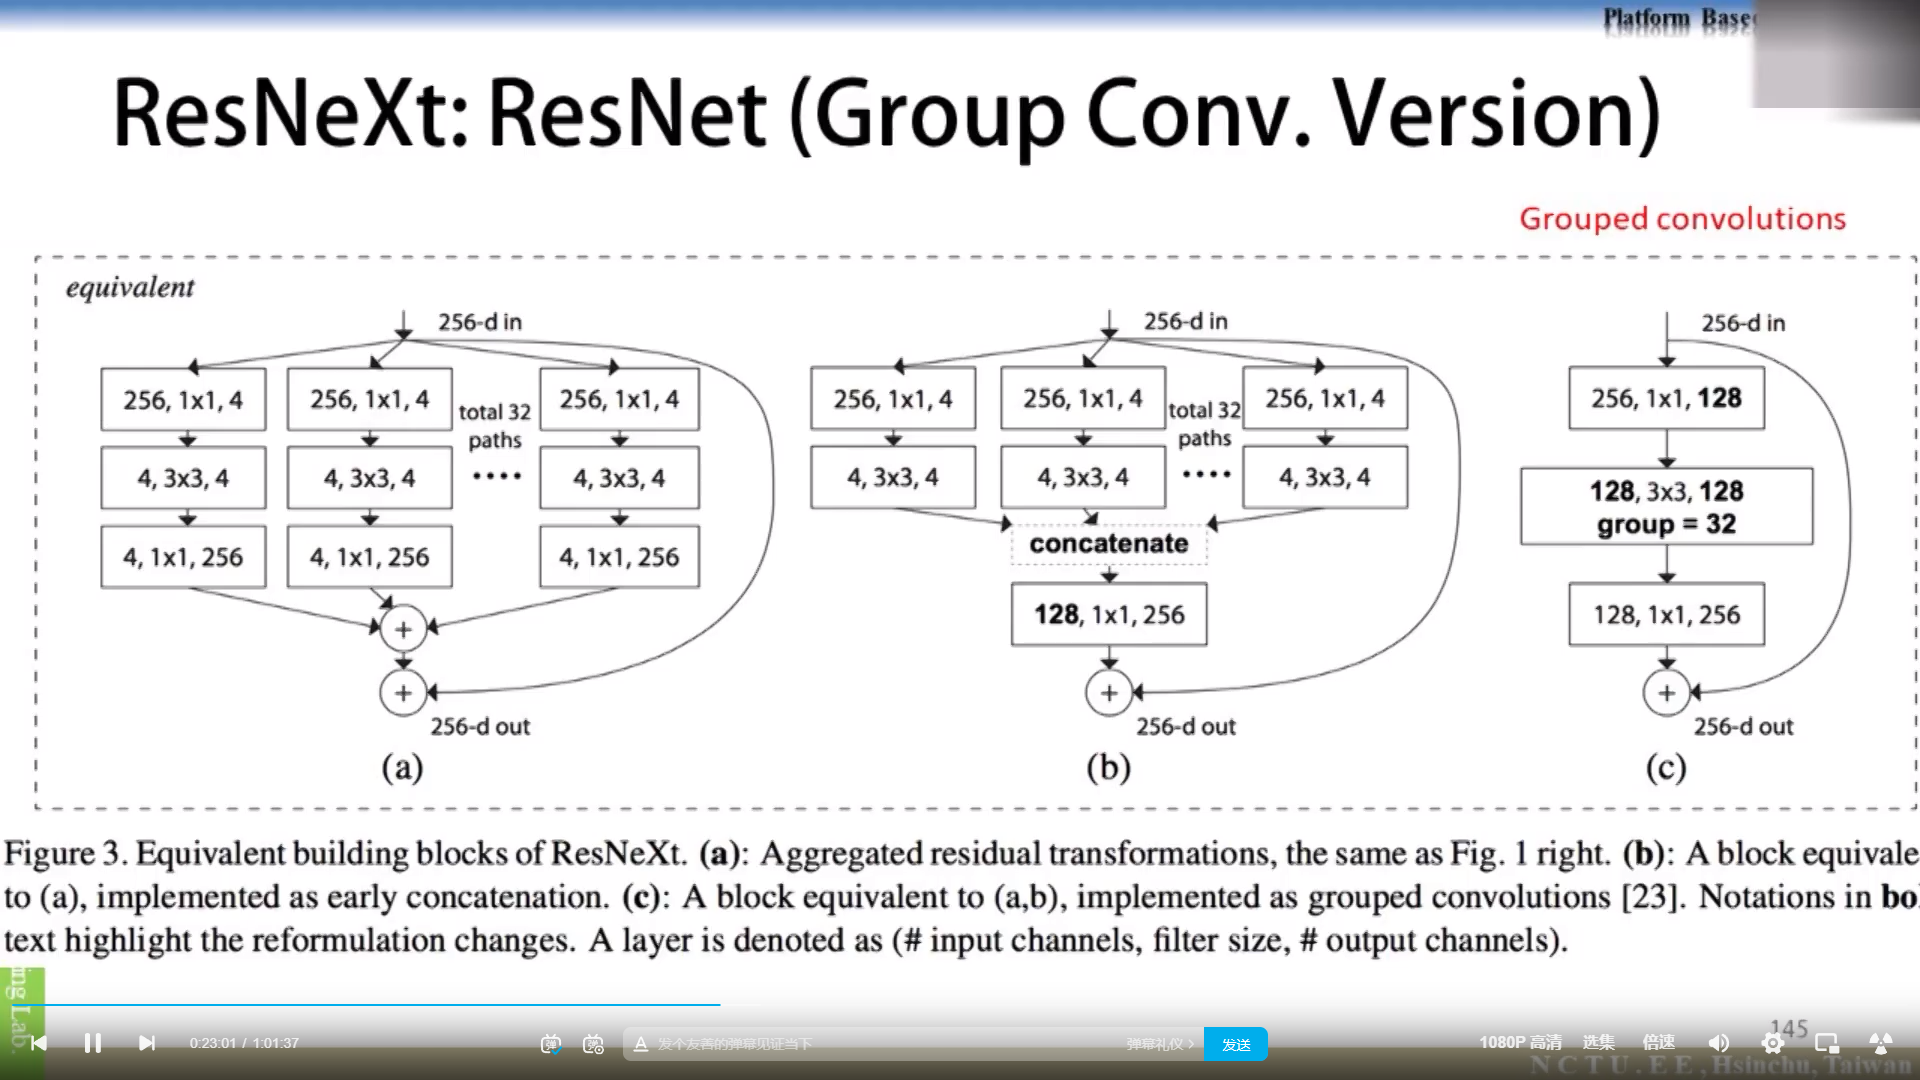 Platform Base
ResNeXt: ResNet (Group Conv. Version)
Grouped convolutions
equivalent
256-d in
256, 1x1, 4
256, 1x1, 4
total 32
paths
256, 1x1, 4
4, 3x3, 4
4, 3x3, 4
....
4, 3x3, 4
4, 1x1, 256
4, 1x1, 256
4, 1x1, 256
+
+
256-d out
(a)
256-d in
256, 1x1, 4
256, 1x1, 4
total 32
paths
256, 1x1, 4
4, 3x3, 4
4, 3x3, 4
....
4, 3x3, 4
concatenate
128, 1x1, 256
+
256-d out
(b)
256-d in
256, 1x1, 128
128, 3x3, 128
group = 32
128, 1x1, 256
+
256-d out
(c)
Figure 3. Equivalent building blocks of ResNeXt. (a): Aggregated residual transformations, the same as Fig. 1 right. (b): A block equivale
to (a), implemented as early concatenation. (c): A block equivalent to (a,b), implemented as grouped convolutions [23]. Notations in bo
text highlight the reformulation changes. A layer is denoted as (# input channels, filter size, # output channels).
ing Lab.
145
0:23:01 / 1:01:37
弹
弹
A 发个友善的弹幕见证当下
弹幕礼仪 >
发送
1080P 高清
选集
倍速
NCTU.EE, Hsinchu, Taiwan